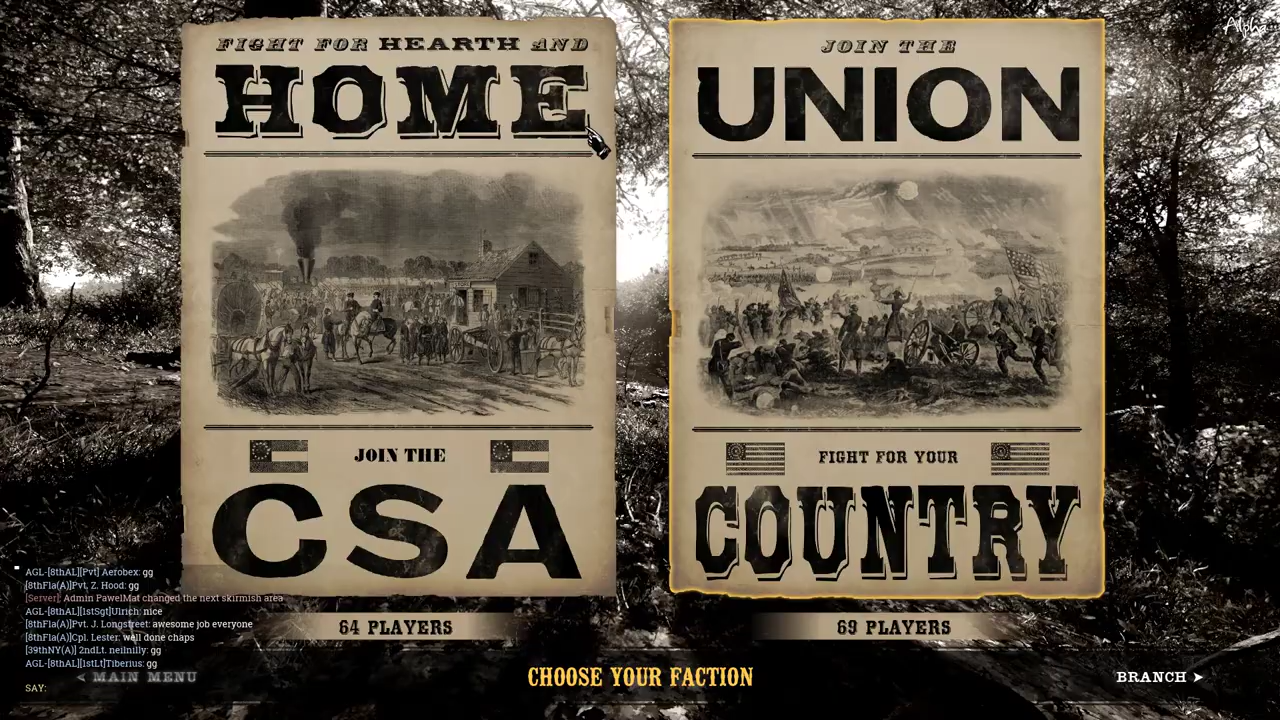 FIGHT FOR HEARTH AND
HOME
JOIN THE
CSA
64 PLAYERS
JOIN THE
UNION
FIGHT FOR YOUR
COUNTRY
69 PLAYERS
Alpha
AGL-[8thAL][Pvt] Aerobex: gg
[8thFla(A)]Pvt. Z. Hood: gg
[Server]: Admin PawelMat changed the next skirmish area
AGL-[8thAL][1stSgt]Ulrich: nice
[8thFla(A)]Pvt. J. Longstreet: awesome job everyone
[8thFla(A)]Cpl. Lester: well done chaps
[39thNY(A)] 2ndLt. neilnilly: gg
AGL-[8thAL][1stLt]Tiberius: gg
◄ MAIN MENU
SAY:
CHOOSE YOUR FACTION
BRANCH ➤